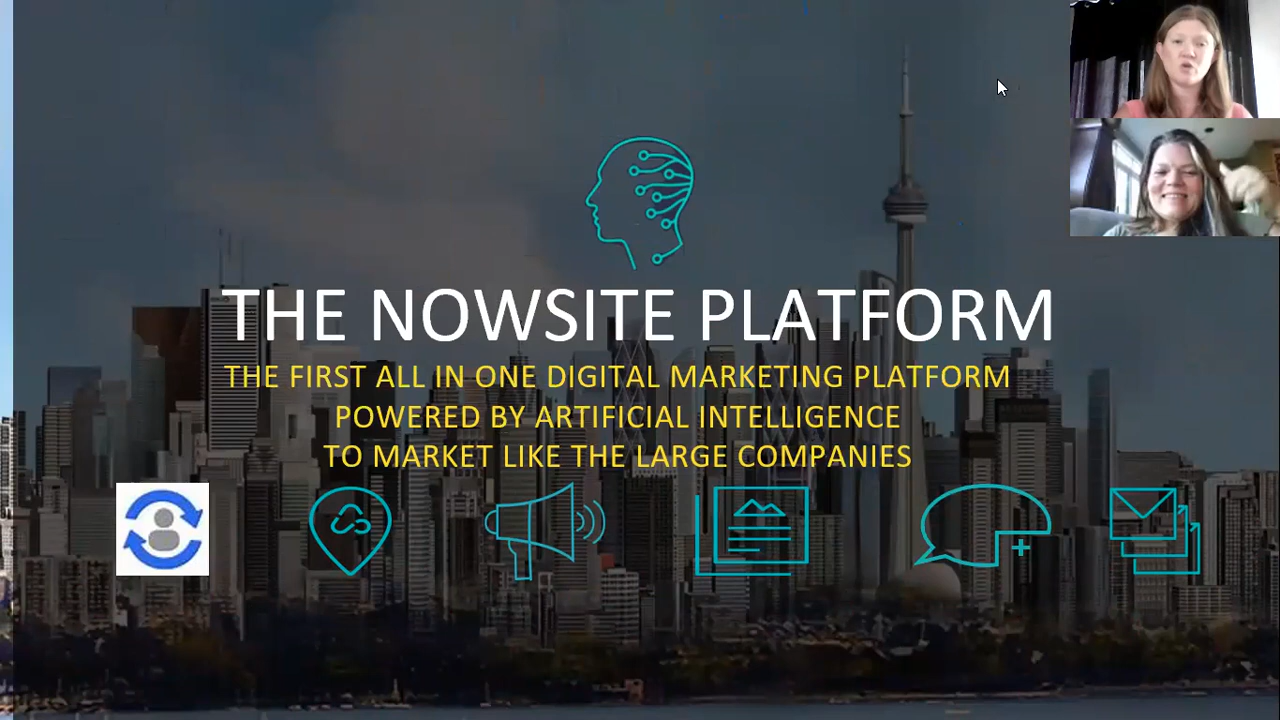 THE NOWSITE PLATFORM
THE FIRST ALL IN ONE DIGITAL MARKETING PLATFORM
POWERED BY ARTIFICIAL INTELLIGENCE
TO MARKET LIKE THE LARGE COMPANIES